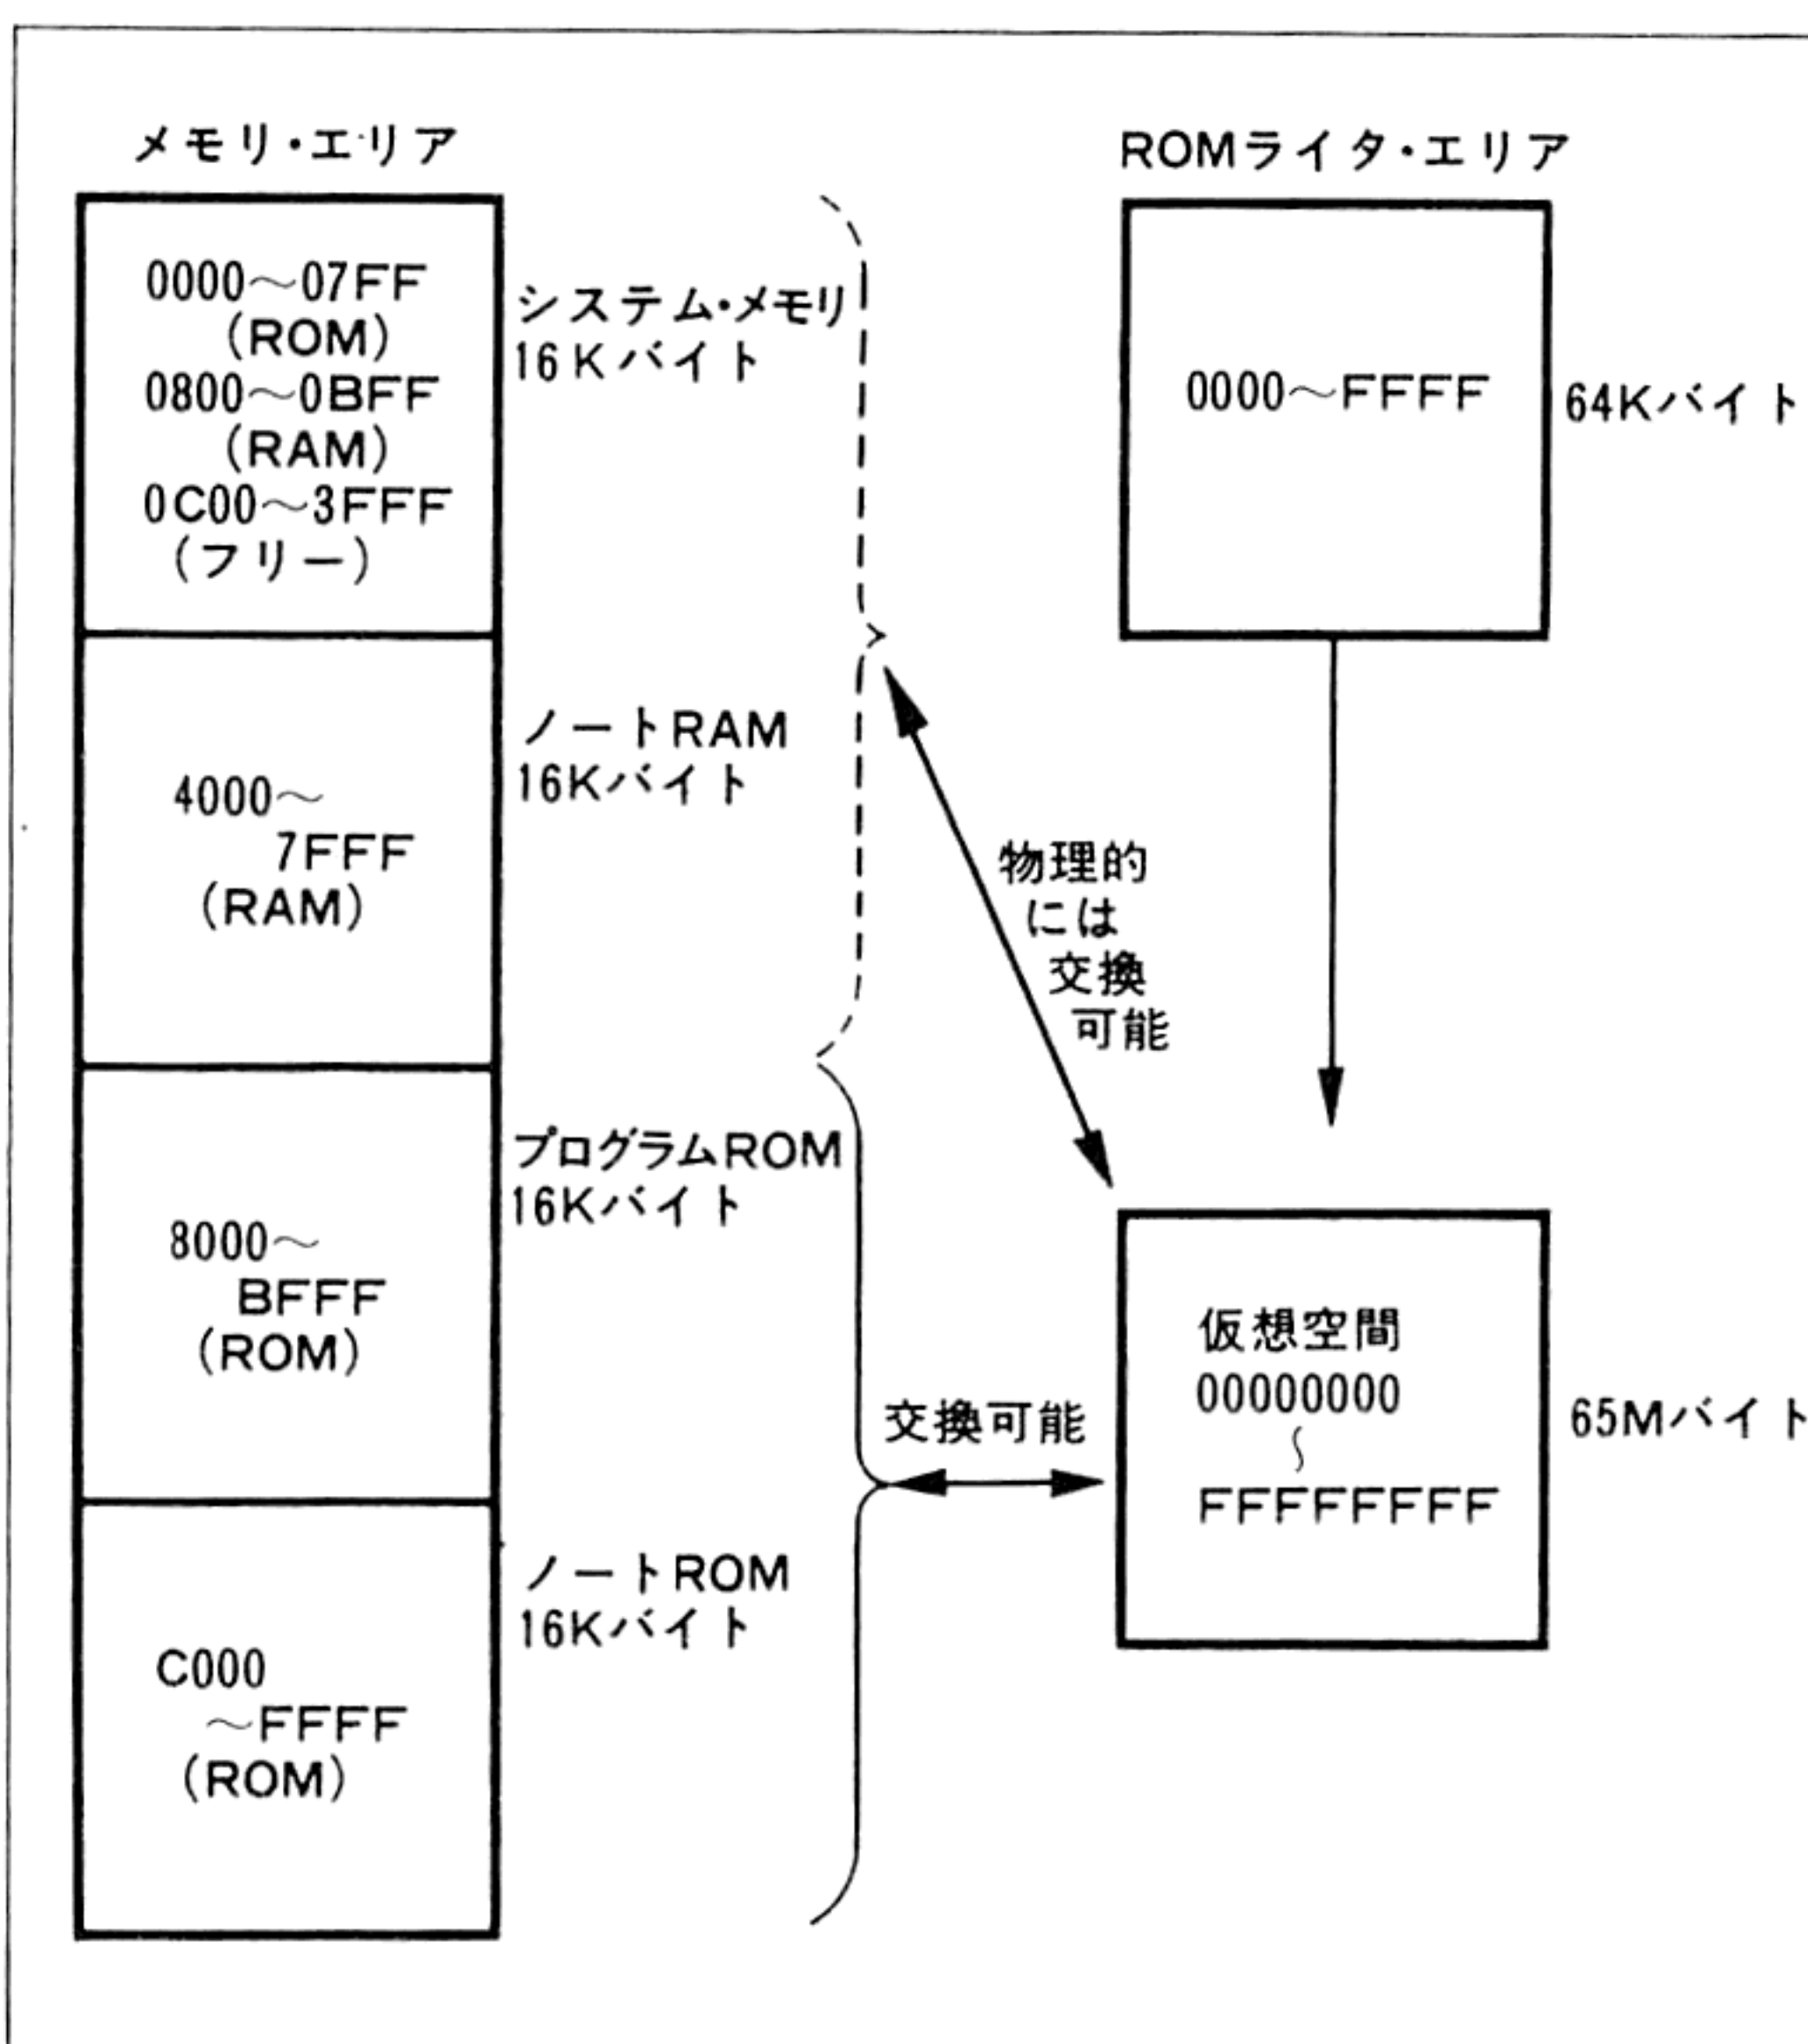 メモリ・エリア
0000～07FF
(ROM)
0800～0BFF
(RAM)
0C00～3FFF
(フリー)
システム・メモリ
16Kバイト
4000～
7FFF
(RAM)
ノートRAM
16Kバイト
8000～
BFFF
(ROM)
プログラムROM
16Kバイト
C000
～FFFF
(ROM)
ノートROM
16Kバイト
ROMライタ・エリア
0000～FFFF
64Kバイト
物理的
には
交換
可能
交換可能
仮想空間
00000000
～
FFFFFFFF
65Mバイト